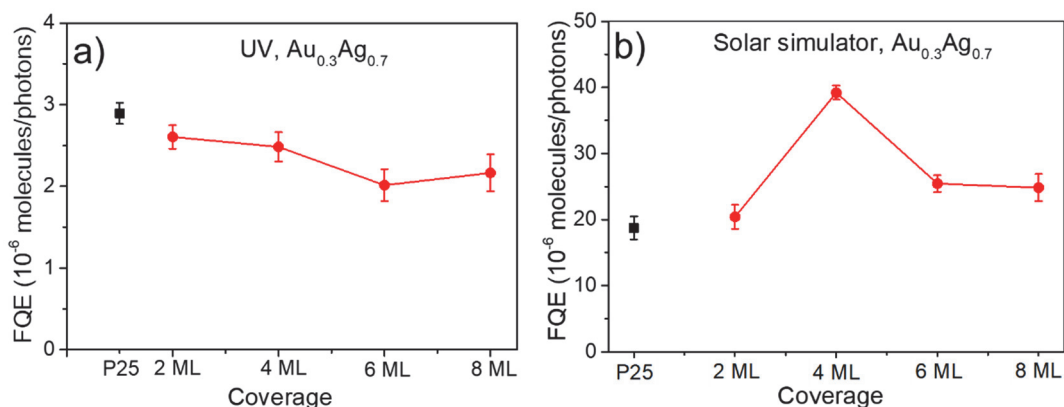 a)
UV, Au0.3Ag0.7
FQE (10-6 molecules/photons)
4
3
2
1
0
P25 2 ML 4 ML 6 ML 8 ML
Coverage
b)
Solar simulator, Au0.3Ag0.7
FQE (10-6 molecules/photons)
50
40
30
20
10
0
P25 2 ML 4 ML 6 ML 8 ML
Coverage